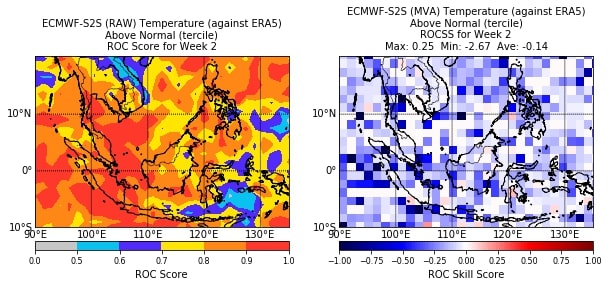 ECMWF-S2S (RAW) Temperature (against ERA5)
Above Normal (tercile)
ROC Score for Week 2
10°N
0°
10°S
90°E 100°E 110°E 120°E 130°E
0.0 0.5 0.6 0.7 0.8 0.9 1.0
ROC Score
ECMWF-S2S (MVA) Temperature (against ERA5)
Above Normal (tercile)
ROCSS for Week 2
Max: 0.25 Min: -2.67 Ave: -0.14
10°N
0°
10°S
90°E 100°E 110°E 120°E 130°E
−1.00 −0.75 −0.50 −0.25 0.00 0.25 0.50 0.75 1.00
ROC Skill Score